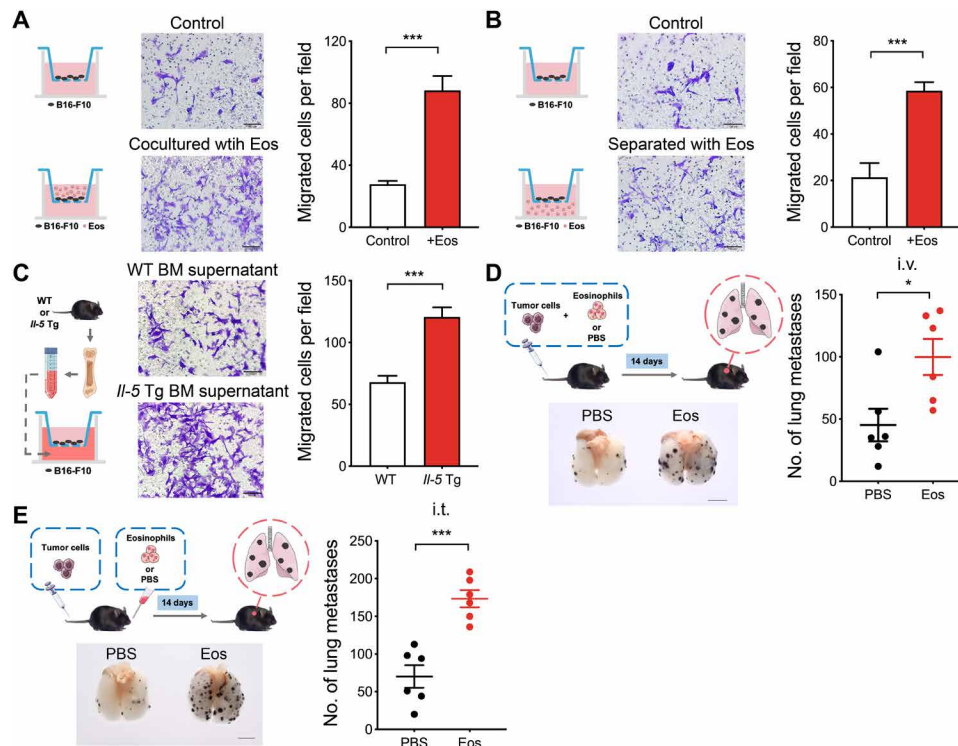 A
Control
B16-F10
Cocultured wtih Eos
B16-F10 Eos
Migrated cells per field
120
80
40
0
***
Control +Eos
B
Control
B16-F10
Separated with Eos
B16-F10 Eos
Migrated cells per field
80
60
40
20
0
***
Control +Eos
C
WT
or
Il-5 Tg
B16-F10
WT BM supernatant
Il-5 Tg BM supernatant
Migrated cells per field
150
100
50
0
***
WT Il-5 Tg
D
Tumor cells
+
Eosinophils
or
PBS
14 days
PBS Eos
i.v.
No. of lung metastases
150
100
50
0
*
PBS Eos
E
Tumor cells
Eosinophils
or
PBS
14 days
PBS Eos
i.t.
No. of lung metastases
250
200
150
100
50
0
***
PBS Eos